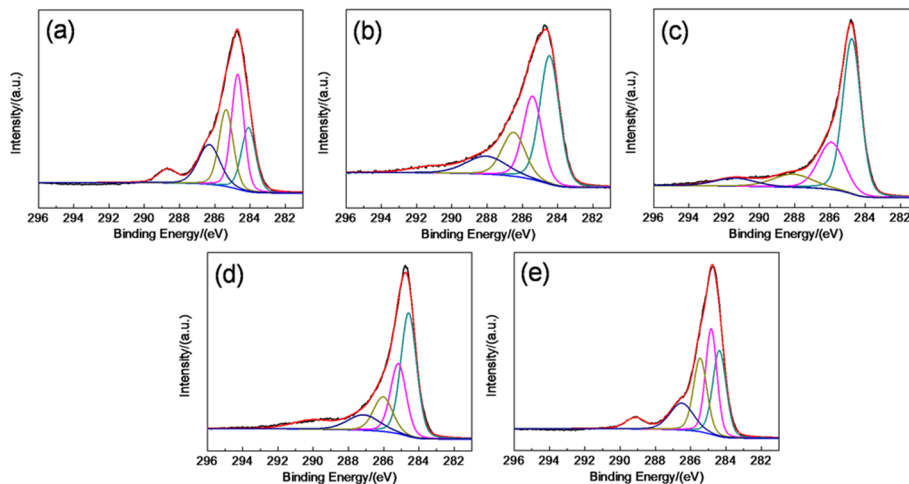 (a)
(b)
(c)
Intensity/(a.u.)
Intensity/(a.u.)
Intensity/(a.u.)
296 294 292 290 288 286 284 282
296 294 292 290 288 286 284 282
296 294 292 290 288 286 284 282
Binding Energy/(eV)
Binding Energy/(eV)
Binding Energy/(eV)
(d)
(e)
Intensity/(a.u.)
Intensity/(a.u.)
296 294 292 290 288 286 284 282
296 294 292 290 288 286 284 282
Binding Energy/(eV)
Binding Energy/(eV)